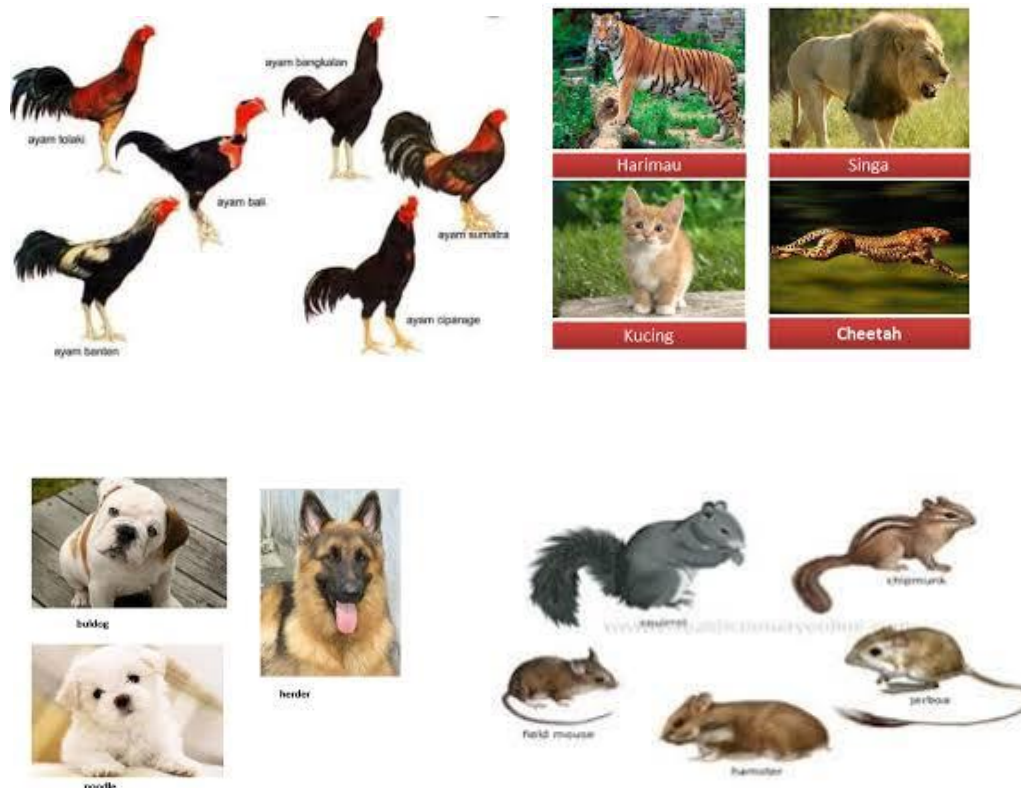 ayam bangkalan
ayam tolaki
ayam bali
ayam sumatra
ayam cipanage
ayam banten
Harimau
Singa
Kucing
Cheetah
buldog
herder
poodle
squirrel
chipmunk
field mouse
jerboa
hamster